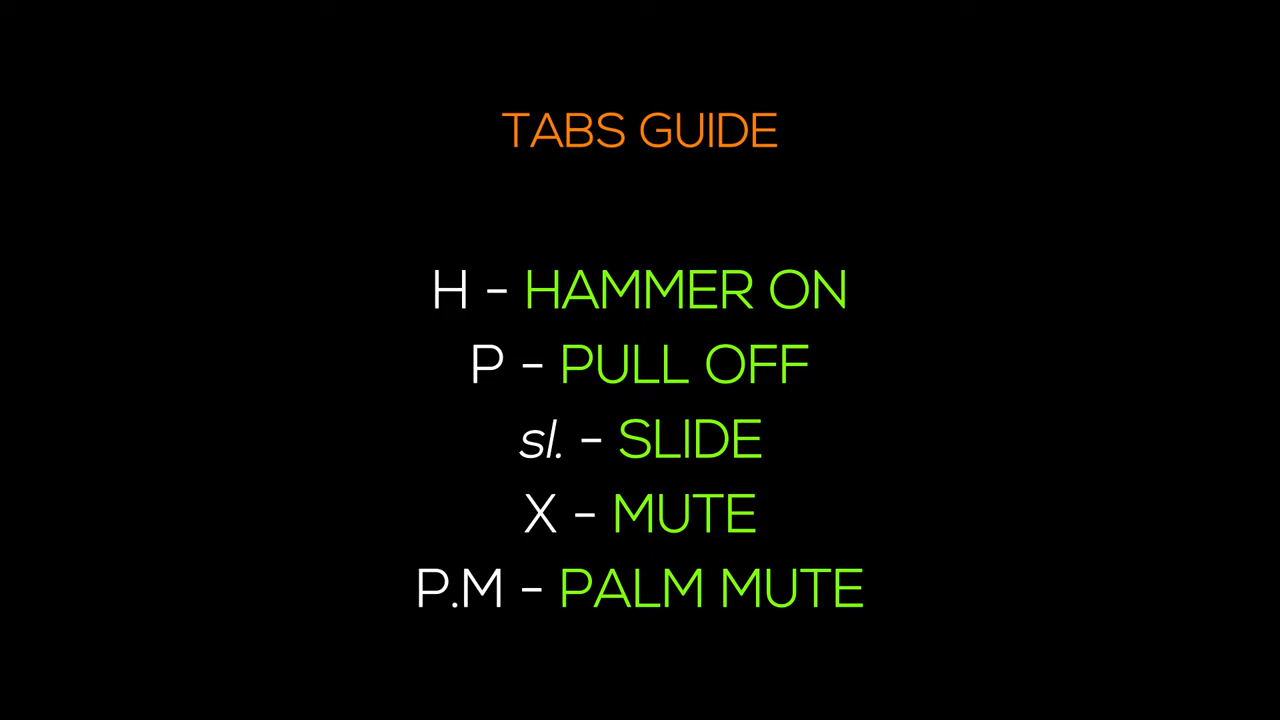 TABS GUIDE
H - HAMMER ON
P - PULL OFF
sl. - SLIDE
X - MUTE
P.M - PALM MUTE